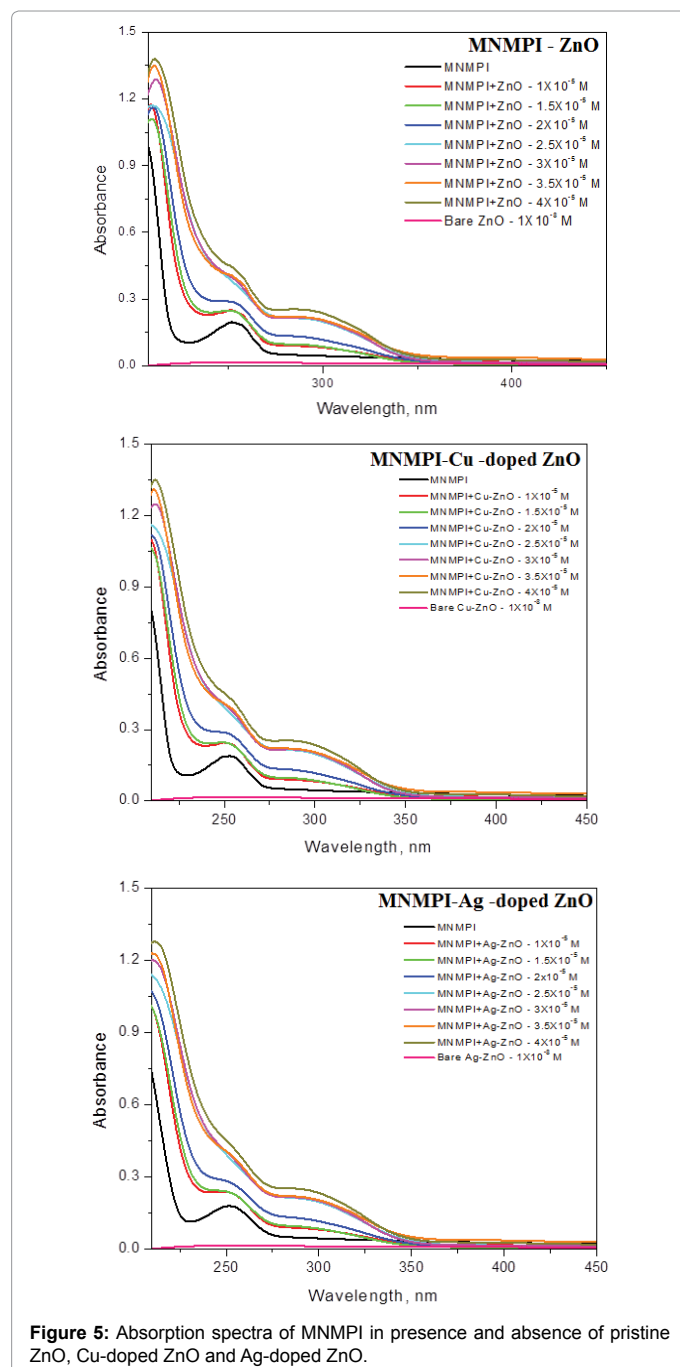 MNMPI - ZnO
1.5
MNMPI
MNMPI+ZnO - 1X10⁻⁵ M
MNMPI+ZnO - 1.5X10⁻⁵ M
1.2
MNMPI+ZnO - 2X10⁻⁵ M
MNMPI+ZnO - 2.5X10⁻⁵ M
MNMPI+ZnO - 3X10⁻⁵ M
0.9
MNMPI+ZnO - 3.5X10⁻⁵ M
MNMPI+ZnO - 4X10⁻⁵ M
Bare ZnO - 1X10⁻⁸ M
Absorbance
0.6
0.3
0.0
300
400
Wavelength, nm
MNMPI-Cu -doped ZnO
1.5
MNMPI
MNMPI+Cu-ZnO - 1X10⁻⁵ M
MNMPI+Cu-ZnO - 1.5X10⁻⁵ M
1.2
MNMPI+Cu-ZnO - 2X10⁻⁵ M
MNMPI+Cu-ZnO - 2.5X10⁻⁵ M
MNMPI+Cu-ZnO - 3X10⁻⁵ M
MNMPI+Cu-ZnO - 3.5X10⁻⁵ M
0.9
MNMPI+Cu-ZnO - 4X10⁻⁵ M
Bare Cu-ZnO - 1X10⁻⁸ M
Absorbance
0.6
0.3
0.0
250
300
350
400
450
Wavelength, nm
MNMPI-Ag -doped ZnO
1.5
MNMPI
MNMPI+Ag-ZnO - 1X10⁻⁵ M
MNMPI+Ag-ZnO - 1.5X10⁻⁵ M
1.2
MNMPI+Ag-ZnO - 2x10⁻⁵ M
MNMPI+Ag-ZnO - 2.5X10⁻⁵ M
MNMPI+Ag-ZnO - 3X10⁻⁵ M
MNMPI+Ag-ZnO - 3.5X10⁻⁵ M
0.9
MNMPI+Ag-ZnO - 4X10⁻⁵ M
Bare Ag-ZnO - 1X10⁻⁸ M
Absorbance
0.6
0.3
0.0
250
300
350
400
450
Wavelength, nm
Figure 5: Absorption spectra of MNMPI in presence and absence of pristine
ZnO, Cu-doped ZnO and Ag-doped ZnO.